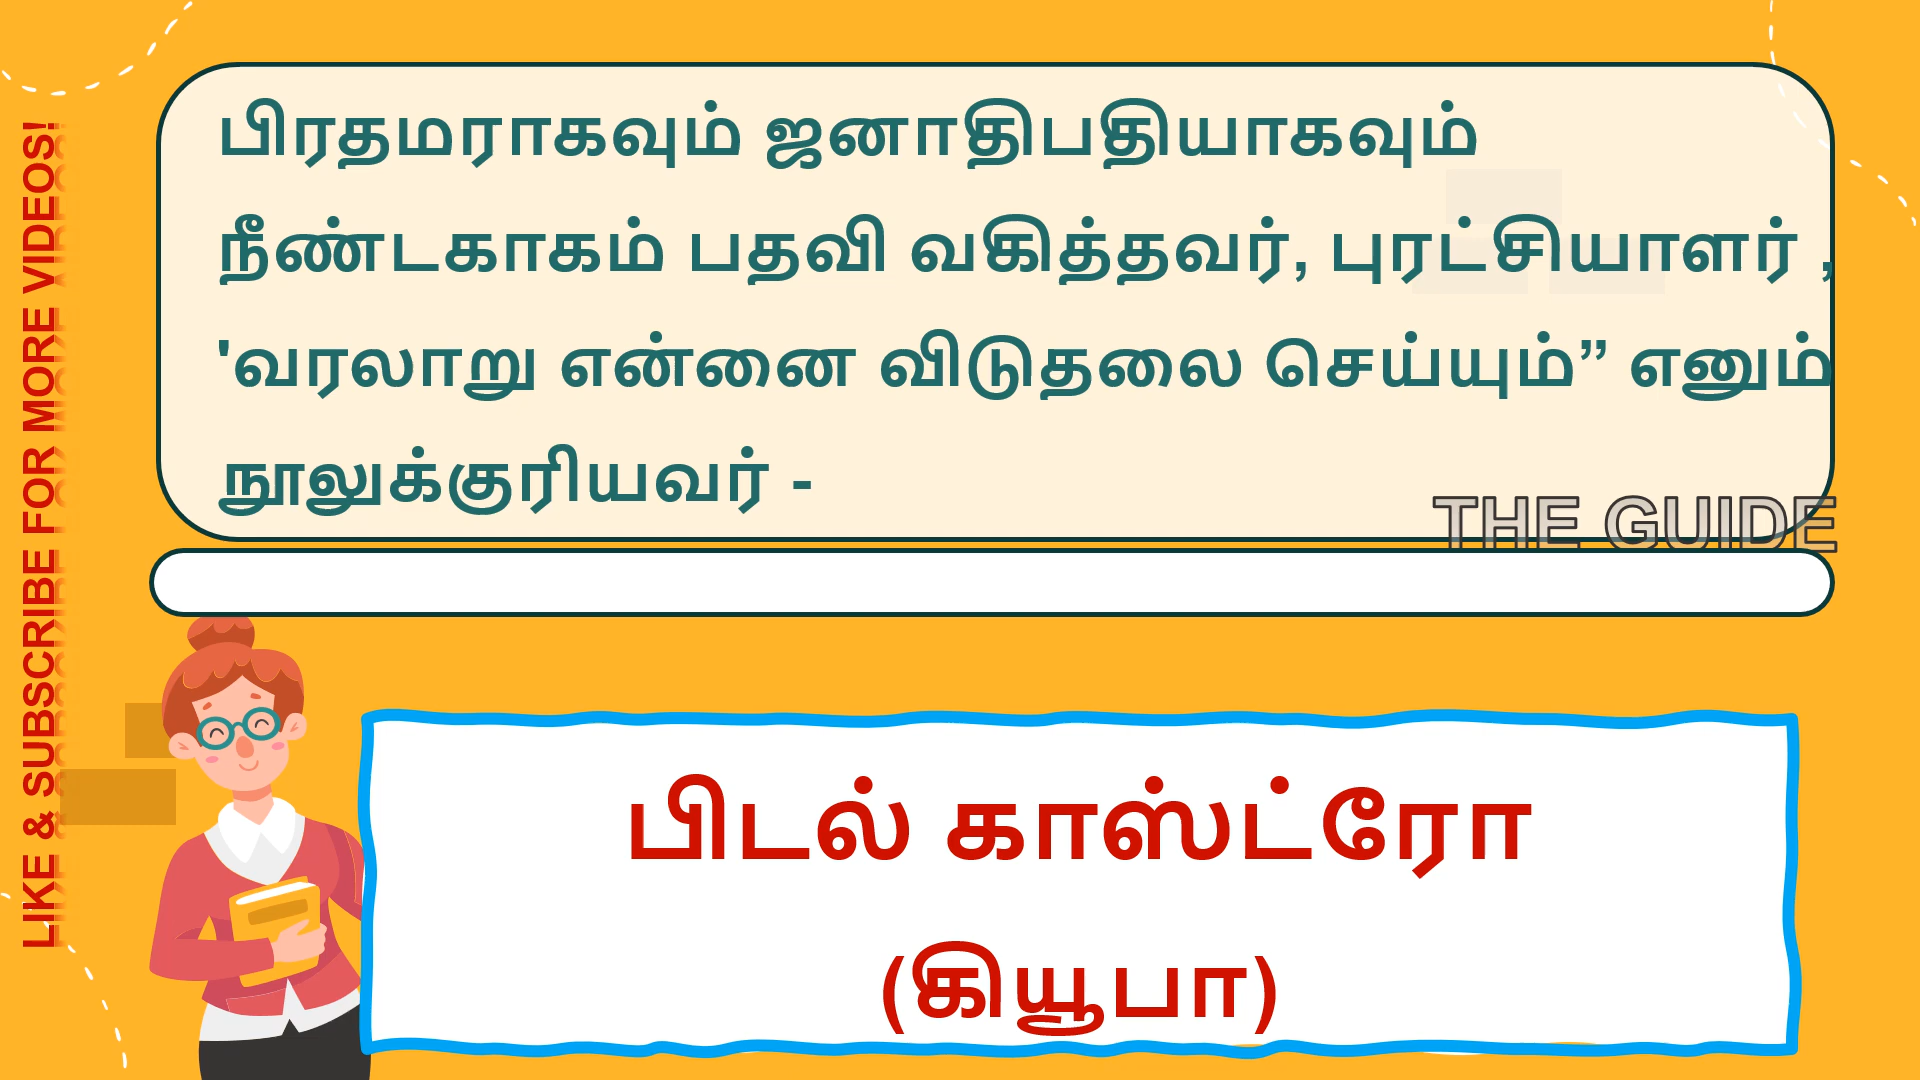 பிரதமராகவும் ஜனாதிபதியாகவும்
நீண்டகாகம் பதவி வகித்தவர், புரட்சியாளர் ,
'வரலாறு என்னை விடுதலை செய்யும்” எனும்
நூலுக்குரியவர் -
THE GUIDE
பிடல் காஸ்ட்ரோ
(கியூபா)
LIKE & SUBSCRIBE FOR MORE VIDEOS!